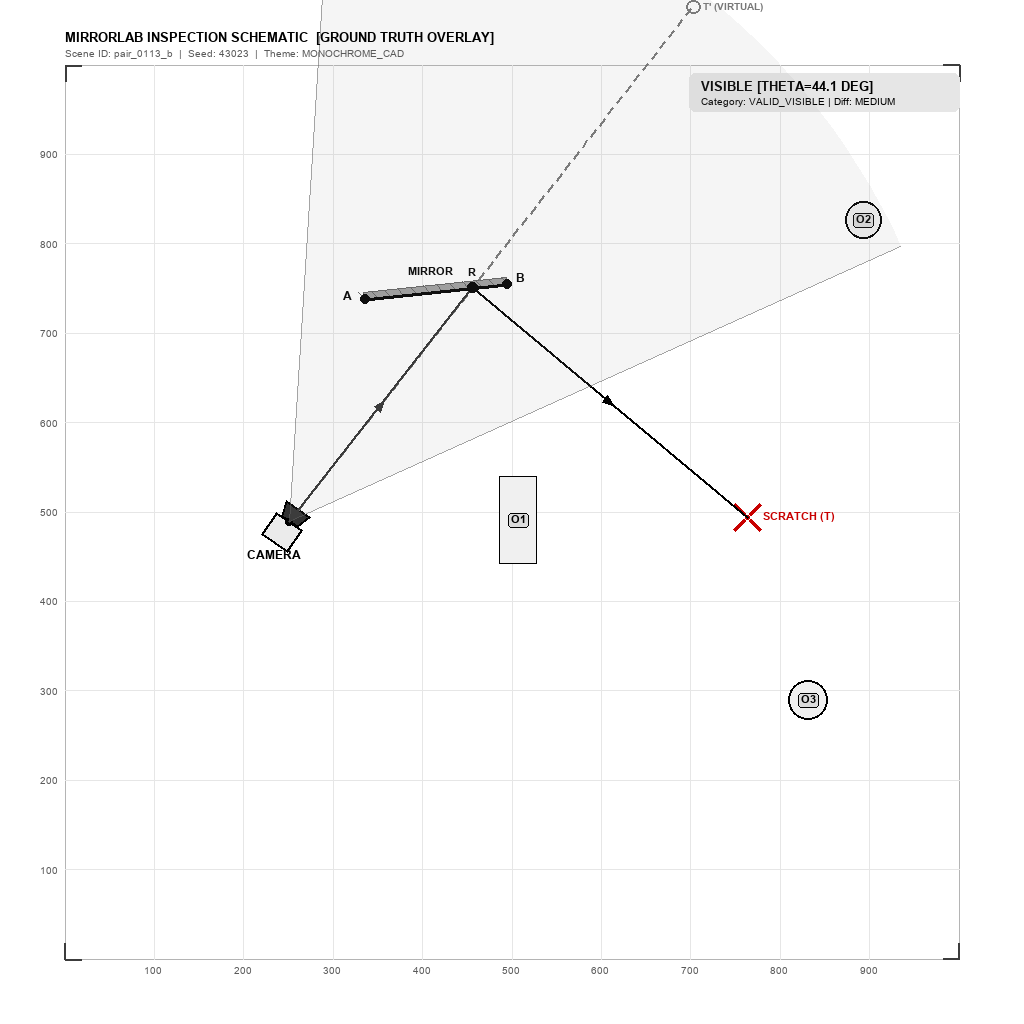 T' (VIRTUAL)
MIRRORLAB INSPECTION SCHEMATIC [GROUND TRUTH OVERLAY]
Scene ID: pair_0113_b | Seed: 43023 | Theme: MONOCHROME_CAD
VISIBLE [THETA=44.1 DEG]
Category: VALID_VISIBLE | Diff: MEDIUM
900
O2
800
MIRROR R B
A
700
600
500
O1
SCRATCH (T)
CAMERA
400
300
O3
200
100
100 200 300 400 500 600 700 800 900